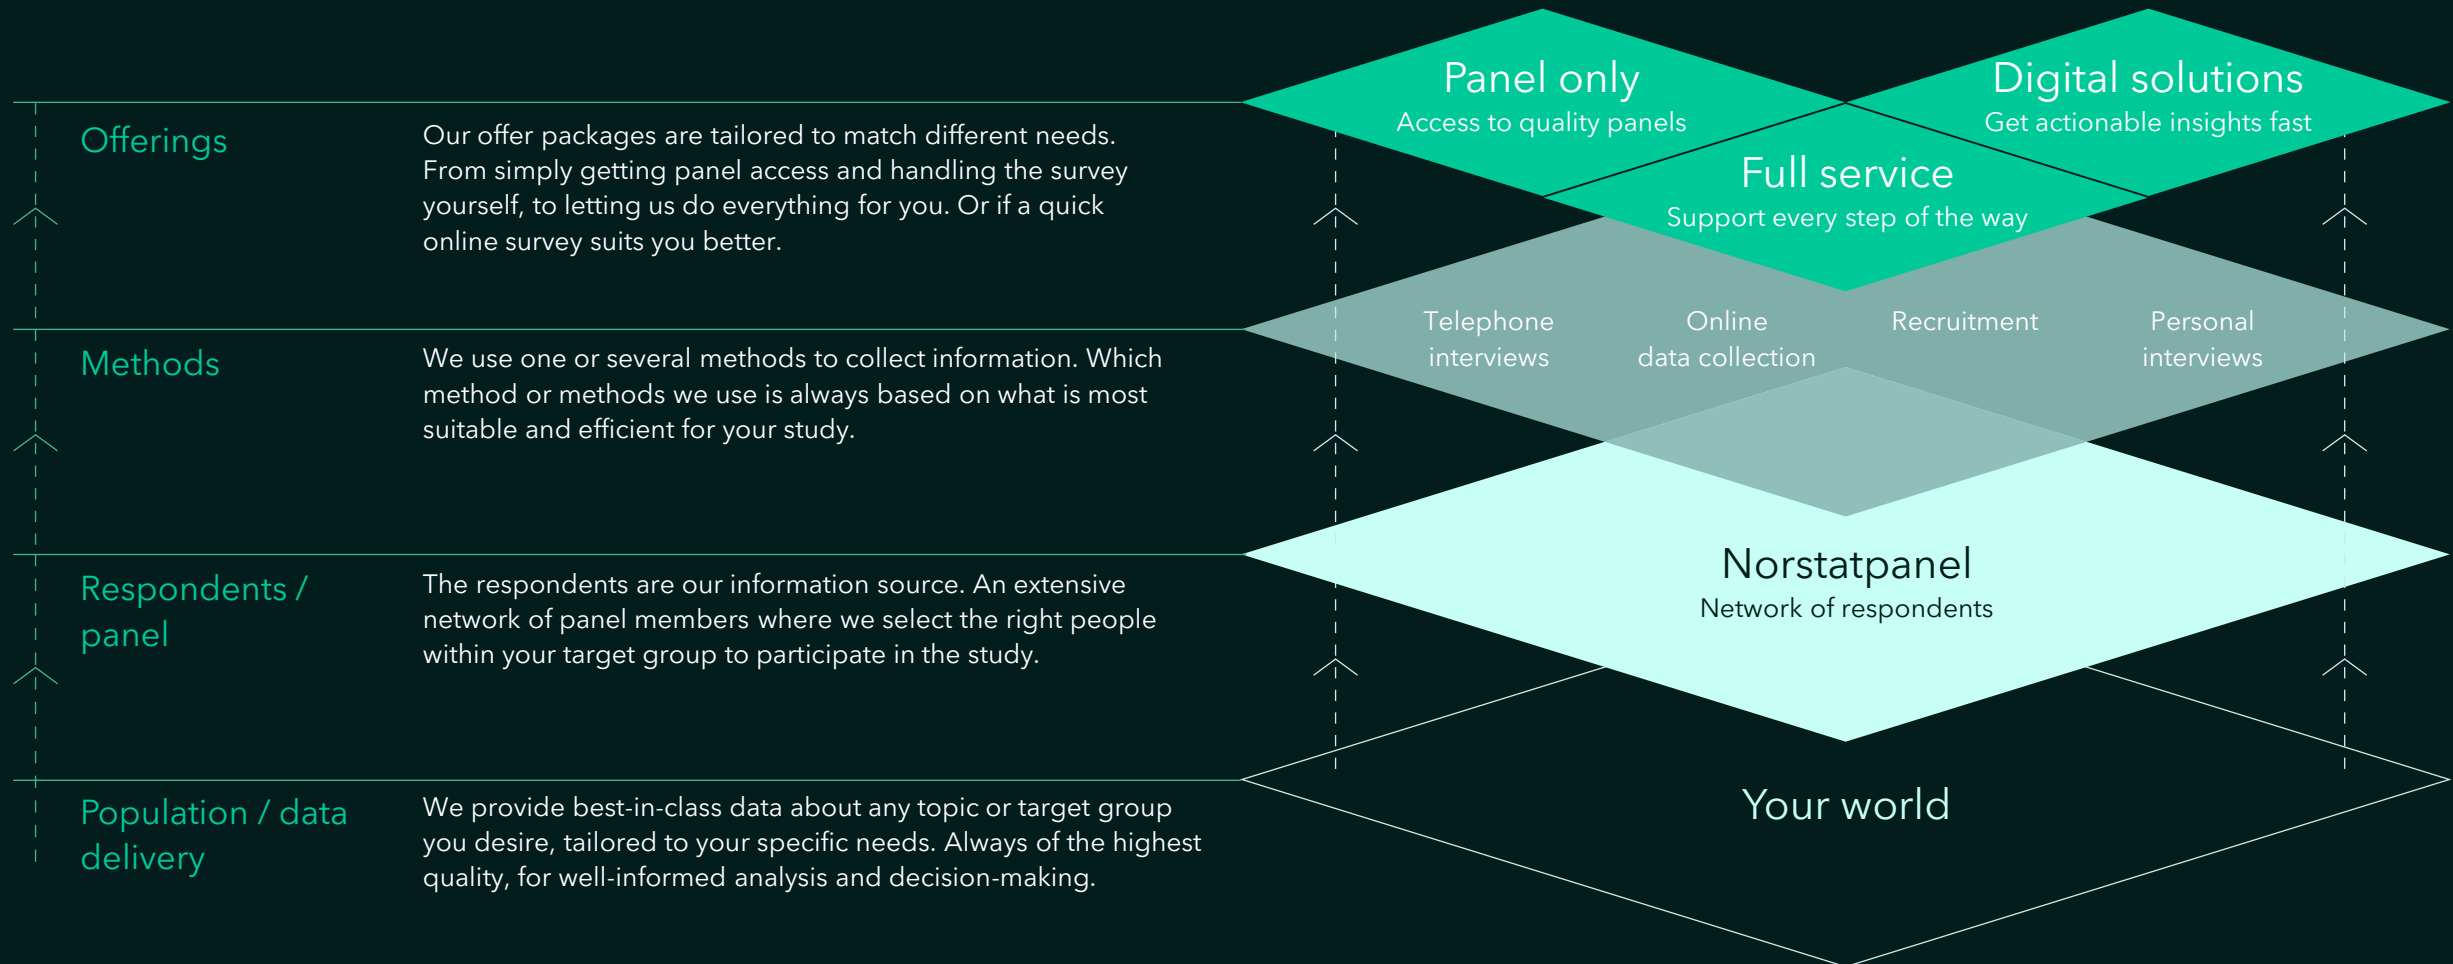 Offerings
Our offer packages are tailored to match different needs.
From simply getting panel access and handling the survey
yourself, to letting us do everything for you. Or if a quick
online survey suits you better.
Methods
We use one or several methods to collect information. Which
method or methods we use is always based on what is most
suitable and efficient for your study.
Respondents /
panel
The respondents are our information source. An extensive
network of panel members where we select the right people
within your target group to participate in the study.
Population / data
delivery
We provide best-in-class data about any topic or target group
you desire, tailored to your specific needs. Always of the highest
quality, for well-informed analysis and decision-making.
Panel only
Access to quality panels
Digital solutions
Get actionable insights fast
Full service
Support every step of the way
Telephone
interviews
Online
data collection
Recruitment
Personal
interviews
Norstatpanel
Network of respondents
Your world